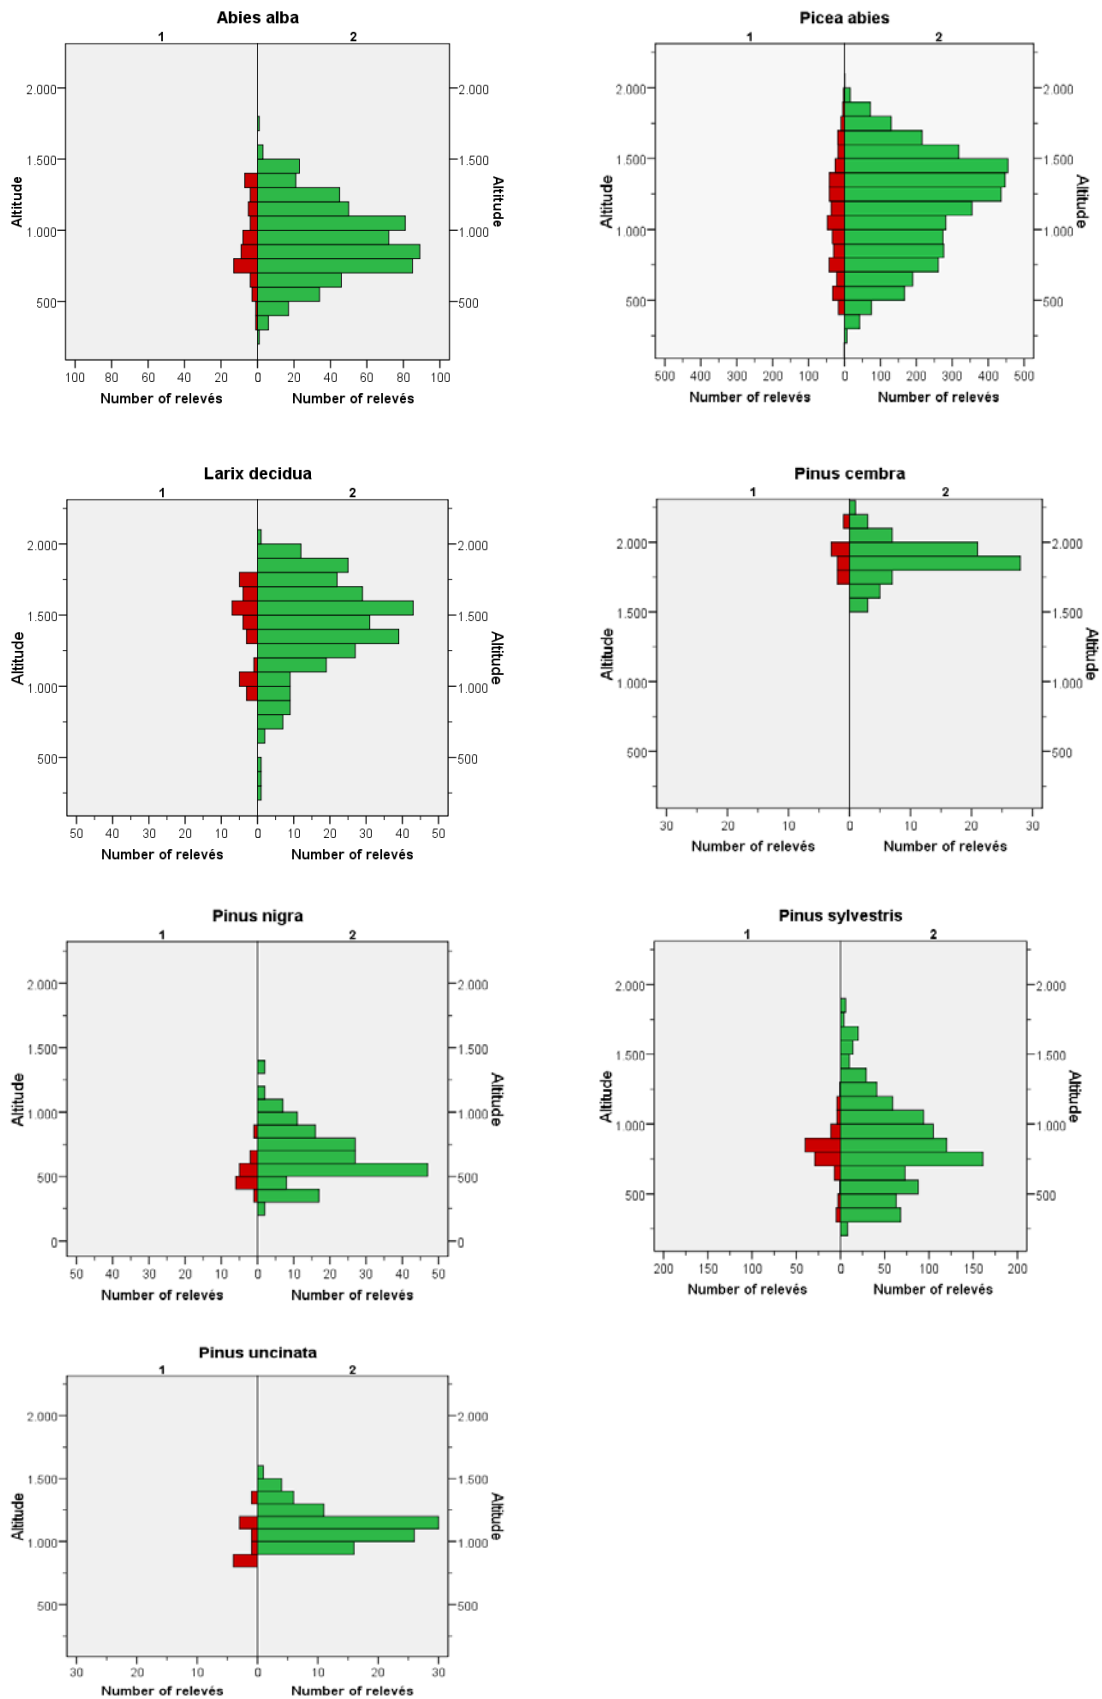 Abies alba
1 2
2.000 2.000
1.500 1.500
1.000 1.000
500 500
Altitude Altitude
100 80 60 40 20 0 20 40 60 80 100
Number of relevés Number of relevés
Picea abies
1 2
2.000 2.000
1.500 1.500
1.000 1.000
500 500
Altitude Altitude
500 400 300 200 100 0 100 200 300 400 500
Number of relevés Number of relevés
Larix decidua
1 2
2.000 2.000
1.500 1.500
1.000 1.000
500 500
Altitude Altitude
50 40 30 20 10 0 10 20 30 40 50
Number of relevés Number of relevés
Pinus cembra
1 2
2.000 2.000
1.500 1.500
1.000 1.000
500 500
Altitude Altitude
30 20 10 0 10 20 30
Number of relevés Number of relevés
Pinus nigra
1 2
2.000 2.000
1.500 1.500
1.000 1.000
500 500
0 0
Altitude Altitude
50 40 30 20 10 0 10 20 30 40 50
Number of relevés Number of relevés
Pinus sylvestris
1 2
2.000 2.000
1.500 1.500
1.000 1.000
500 500
Altitude Altitude
200 150 100 50 0 50 100 150 200
Number of relevés Number of relevés
Pinus uncinata
1 2
2.000 2.000
1.500 1.500
1.000 1.000
500 500
Altitude Altitude
30 20 10 0 10 20 30
Number of relevés Number of relevés